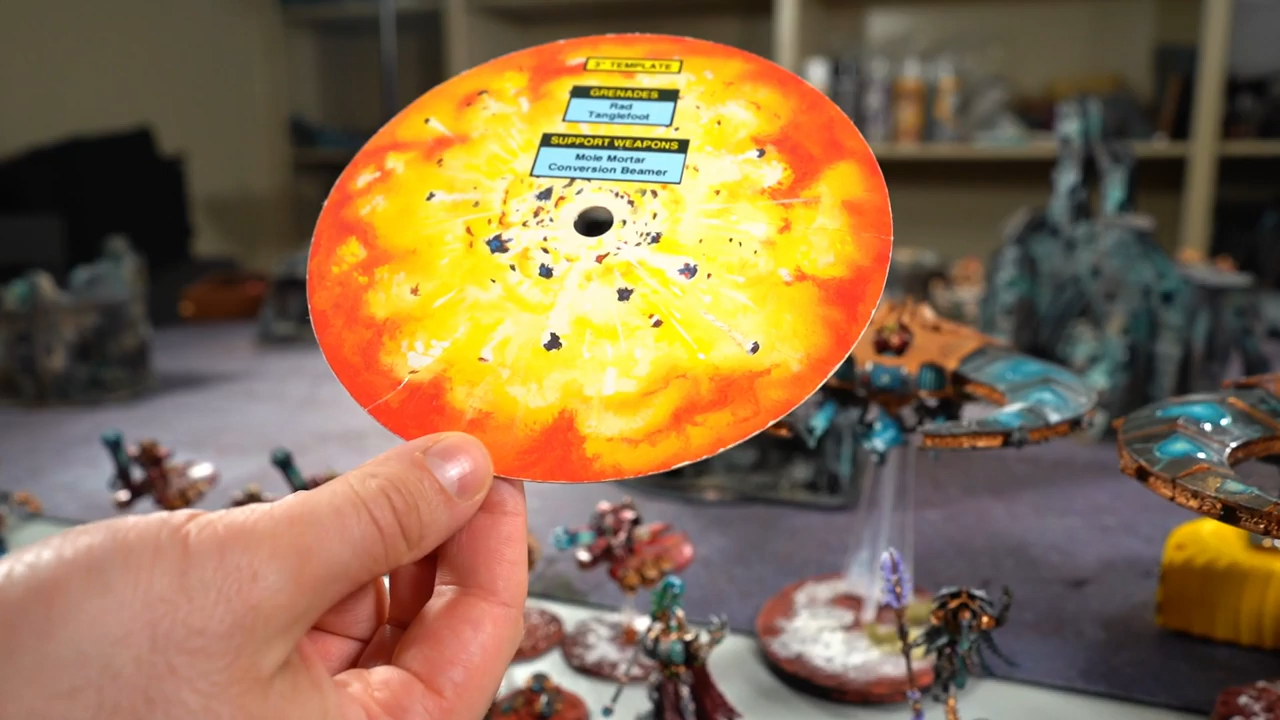 3" TEMPLATE
GRENADES
Rad
Tanglefoot
SUPPORT WEAPONS
Mole Mortar
Conversion Beamer